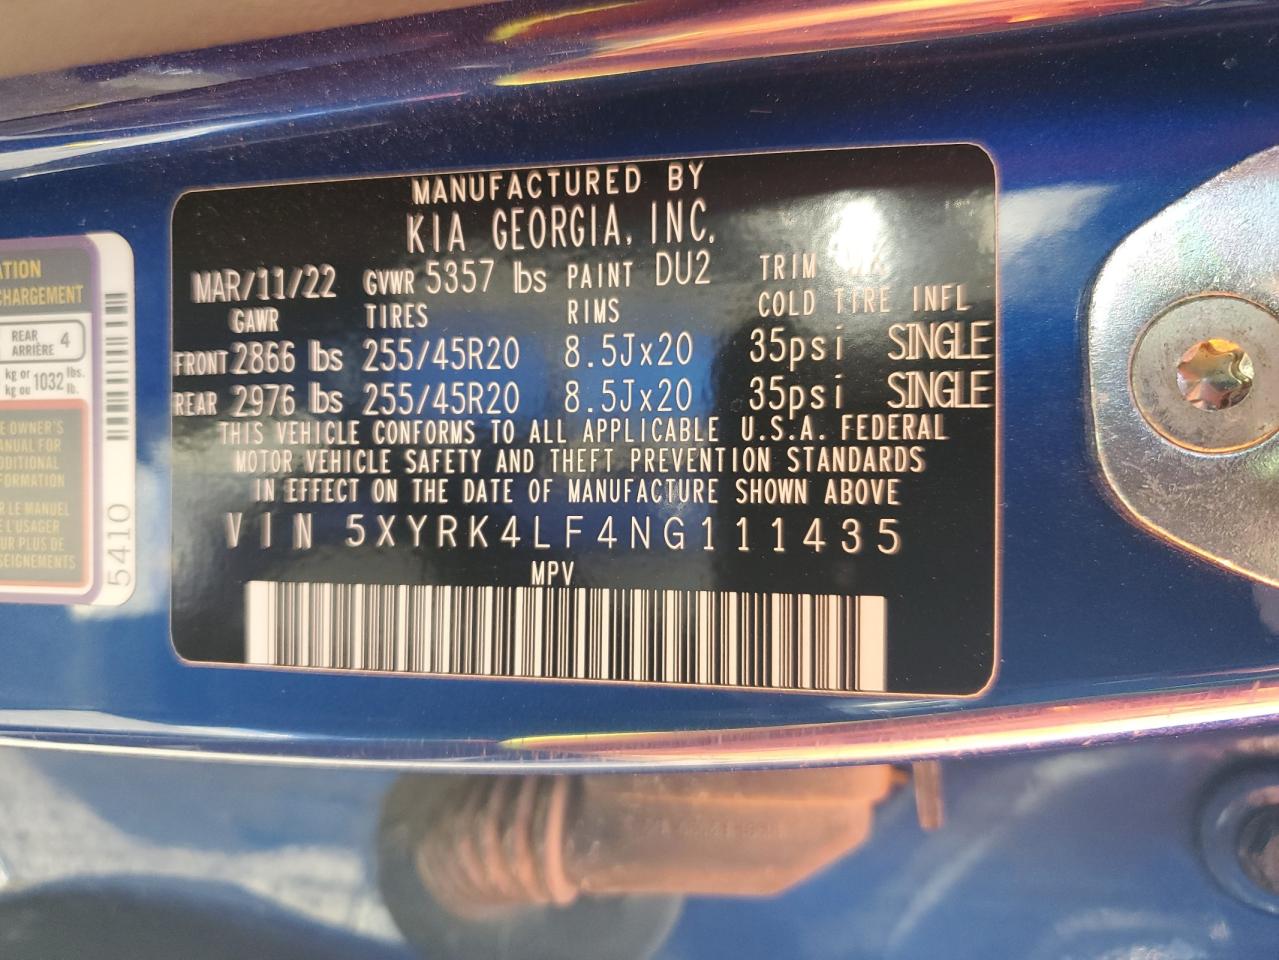 MANUFACTURED BY
KIA GEORGIA, INC.
MAR/11/22 GVWR 5357 lbs PAINT DU2 TRIM
GAWR TIRES RIMS COLD TIRE INFL
FRONT 2866 lbs 255/45R20 8.5Jx20 35psi SINGLE
REAR 2976 lbs 255/45R20 8.5Jx20 35psi SINGLE
THIS VEHICLE CONFORMS TO ALL APPLICABLE U.S.A. FEDERAL
MOTOR VEHICLE SAFETY AND THEFT PREVENTION STANDARDS
IN EFFECT ON THE DATE OF MANUFACTURE SHOWN ABOVE
VIN 5XYRK4LF4NG111435
MPV
ATION
CHARGEMENT
REAR
ARRIÈRE 4
kg or
kg ou 1032 lbs.
lb.
E OWNER'S
ANUAL FOR
DDITIONAL
FORMATION
R LE MANUEL
E L'USAGER
UR PLUS DE
SEIGNEMENTS
5410